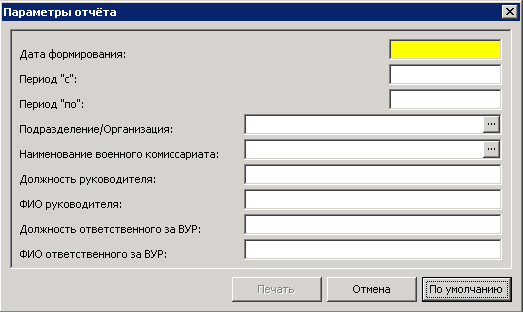 Параметры отчёта
Дата формирования:
Период "с":
Период "по":
Подразделение/Организация:
...
Наименование военного комиссариата:
...
Должность руководителя:
ФИО руководителя:
Должность ответственного за ВУР:
ФИО ответственного за ВУР:
Печать Отмена По умолчанию